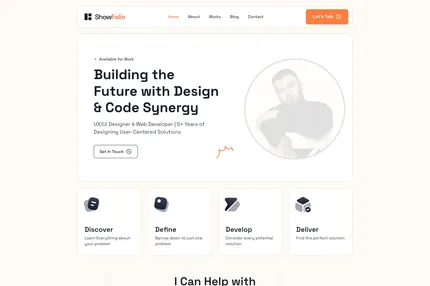 ShowFolio
Home About Works Blog Contact
Let's Talk
Available for Work
Building the
Future with Design
& Code Synergy
UX/UI Designer & Web Developer | 5+ Years of
Designing User-Centered Solutions
Get In Touch
Discover
Learn Everything about
your problem
Define
Narrow down to just one
problem
Develop
Consider every potential
solution
Deliver
Find the perfect solution
I Can Help with